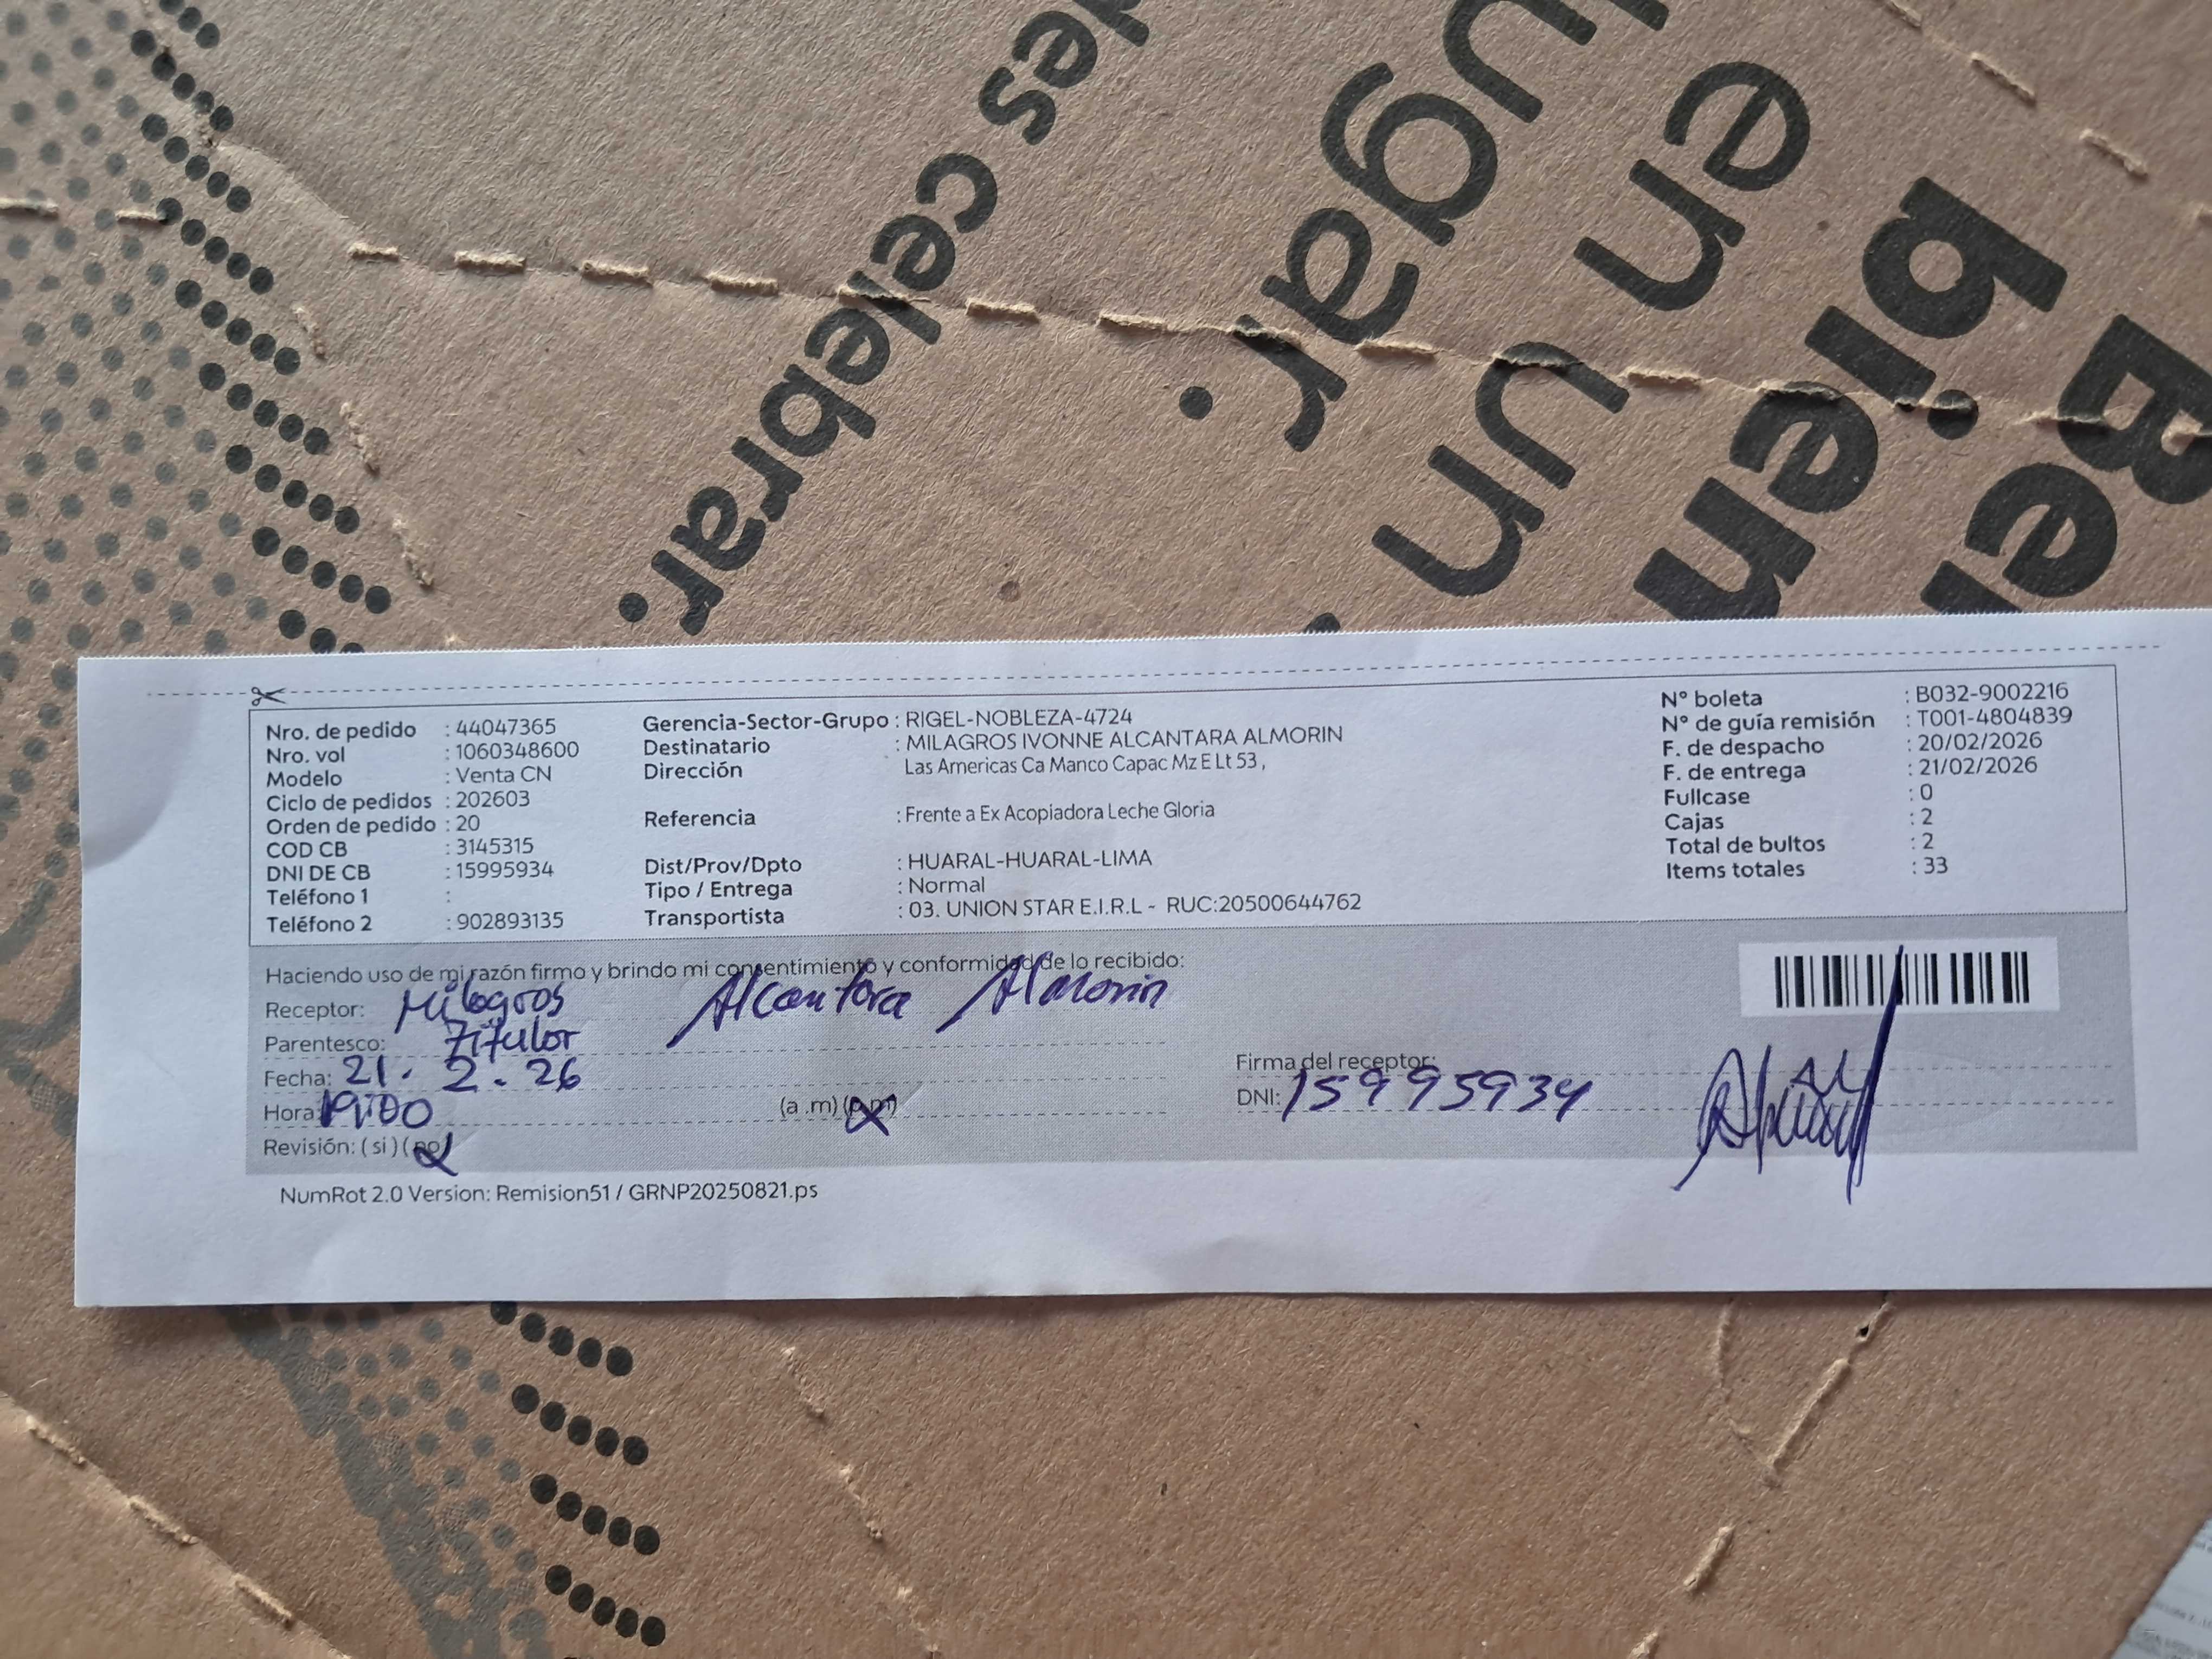 des celebrar.
lugar.
en un
bien
Bel
Nro. de pedido : 44047365
Nro. vol : 1060348600
Modelo : Venta CN
Ciclo de pedidos : 202603
Orden de pedido : 20
COD CB : 3145315
DNI DE CB : 15995934
Teléfono 1 :
Teléfono 2 : 902893135
Gerencia-Sector-Grupo : RIGEL-NOBLEZA-4724
Destinatario : MILAGROS IVONNE ALCANTARA ALMORIN
Dirección Las Americas Ca Manco Capac Mz E Lt 53 ,
Referencia : Frente a Ex Acopiadora Leche Gloria
Dist/Prov/Dpto : HUARAL-HUARAL-LIMA
Tipo / Entrega : Normal
Transportista : 03. UNION STAR E.I.R.L - RUC:20500644762
N° boleta : B032-9002216
N° de guía remisión : T001-4804839
F. de despacho : 20/02/2026
F. de entrega : 21/02/2026
Fullcase : 0
Cajas : 2
Total de bultos : 2
Items totales : 33
Haciendo uso de mi razón firmo y brindo mi consentimiento y conformidad de lo recibido:
Receptor: Milagros Alcantara Almorin
Parentesco: Titular
Fecha: 21. 2. 26
Hora: (a .m) (p.m)
Revisión: ( si ) ( no )
Firma del receptor:
DNI: 15995934
NumRot 2.0 Version: Remision51 / GRNP20250821.ps